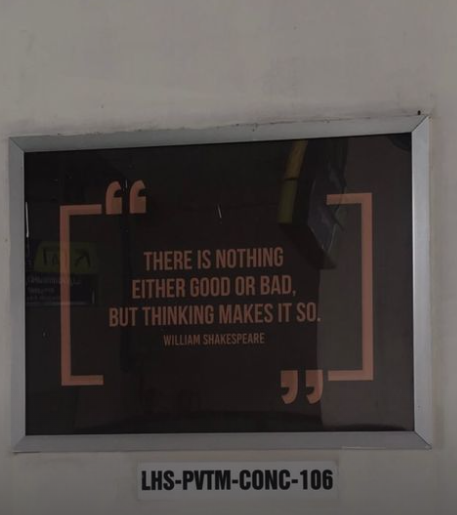 “
THERE IS NOTHING
EITHER GOOD OR BAD,
BUT THINKING MAKES IT SO.
WILLIAM SHAKESPEARE
”
LHS-PVTM-CONC-106